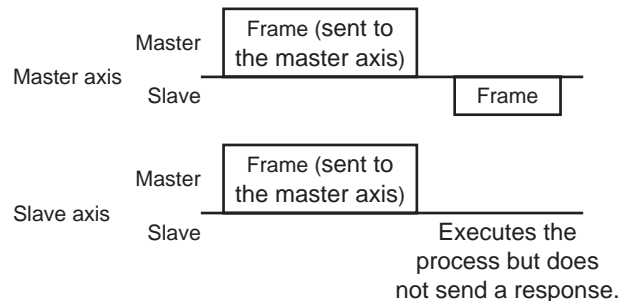 Master
Frame (sent to
the master axis)
Master axis
Slave
Frame
Master
Frame (sent to
the master axis)
Slave axis
Slave
Executes the
process but does
not send a response.